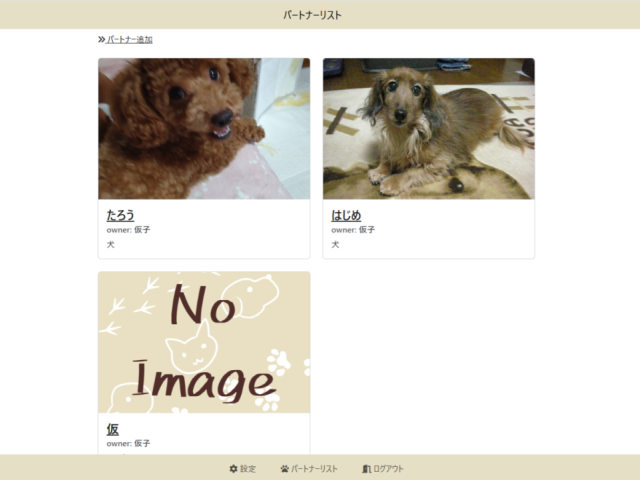 パートナーリスト
パートナー追加
たろう
owner: 仮子
犬
はじめ
owner: 仮子
犬
No
Image
仮
owner: 仮子
設定 パートナーリスト ログアウト